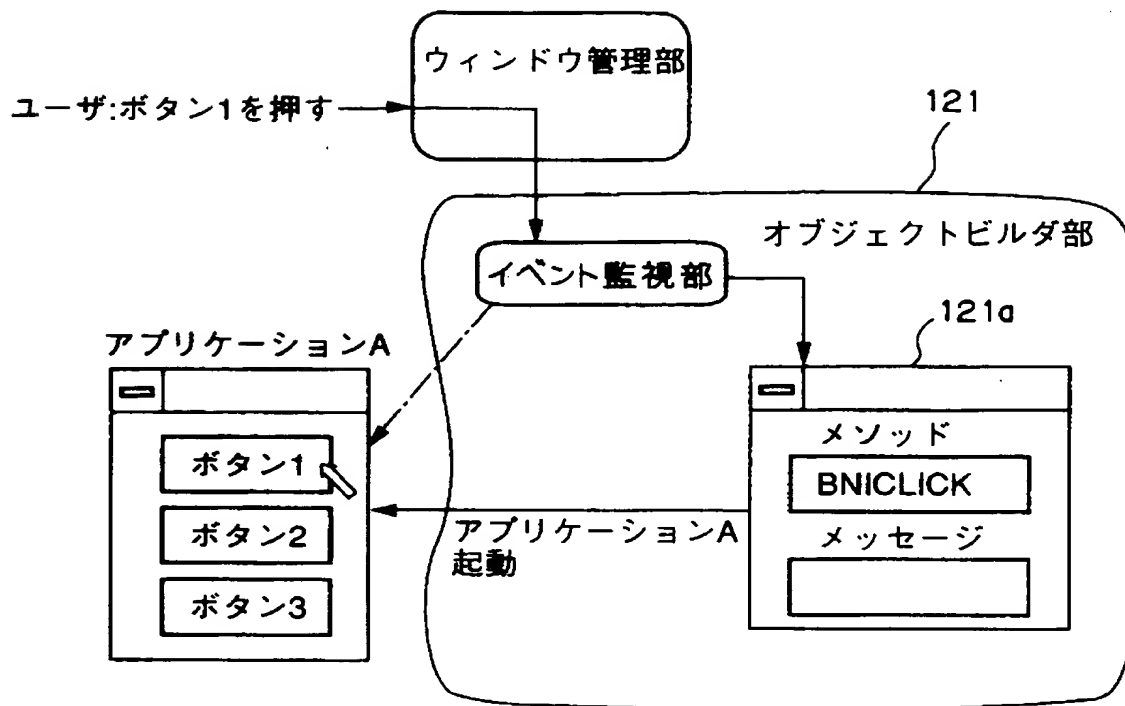 ウィンドウ管理部
ユーザ:ボタン1を押す
121
オブジェクトビルダ部
イベント監視部
121a
アプリケーションA
メソッド
ボタン1
BNICLICK
アプリケーションA
起動
ボタン2
メッセージ
ボタン3